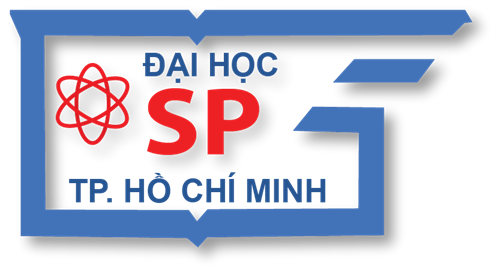 ĐẠI HỌC
SP
TP. HỒ CHÍ MINH